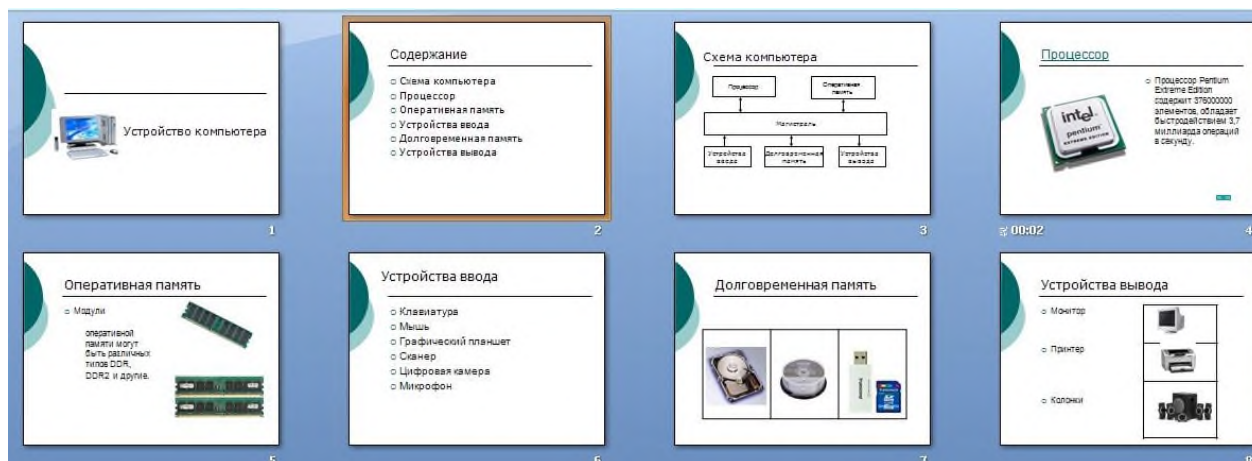 Устройство компьютера
1
Содержание
Схема компьютера
Процессор
Оперативная память
Устройства ввода
Долговременная память
Устройства вывода
2
Схема компьютера
Процессор
Оперативная
память
Магистраль
Устройства
ввода
Долговременная
память
Устройства
вывода
3
Процессор
intel
pentium
EXTREME EDITION
Процессор Pentium
Extreme Edition
содержит 376000000
элементов, обладает
быстродействием 3,7
миллиарда операций
в секунду.
00:02
4
Оперативная память
Модули
оперативной
памяти могут
быть различных
типов DDR,
DDR2 и другие.
5
Устройства ввода
Клавиатура
Мышь
Графический планшет
Сканер
Цифровая камера
Микрофон
6
Долговременная память
7
Устройства вывода
Монитор
Принтер
Колонки
8